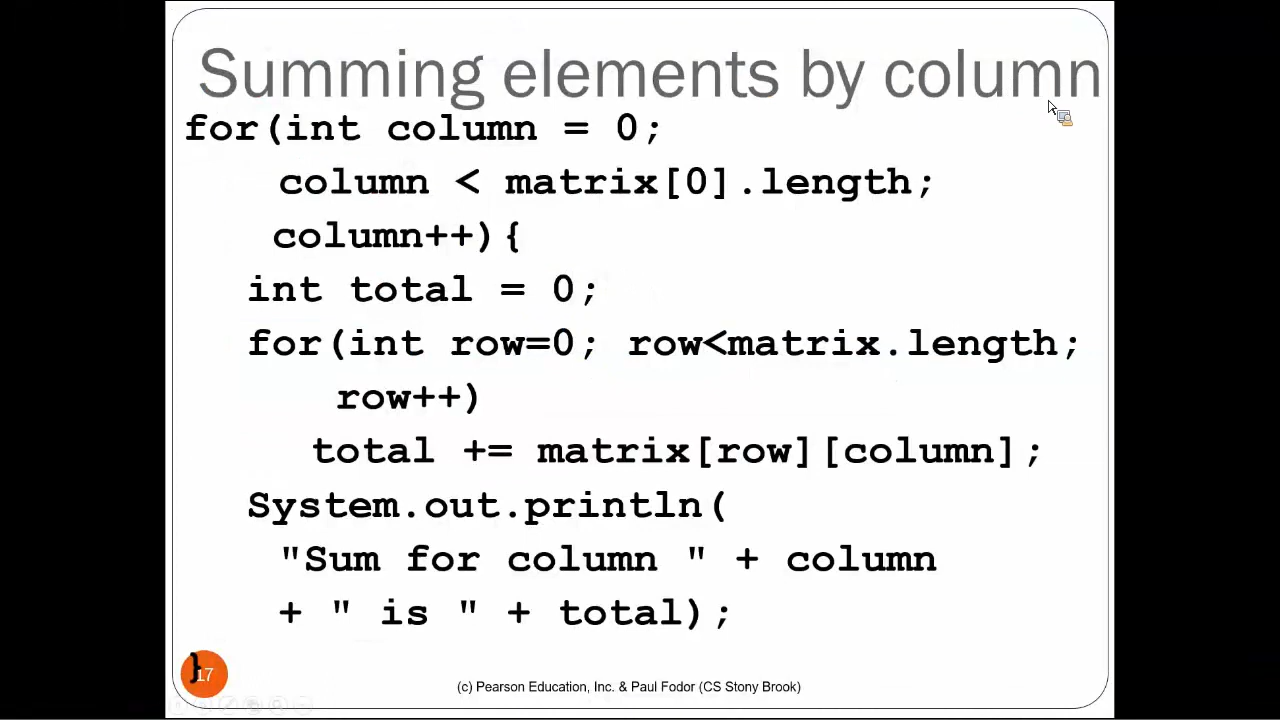 Summing elements by column
for(int column = 0;
column < matrix[0].length;
column++){
int total = 0;
for(int row=0; row<matrix.length;
row++)
total += matrix[row][column];
System.out.println(
"Sum for column " + column
+ " is " + total);
}
17
(c) Pearson Education, Inc. & Paul Fodor (CS Stony Brook)